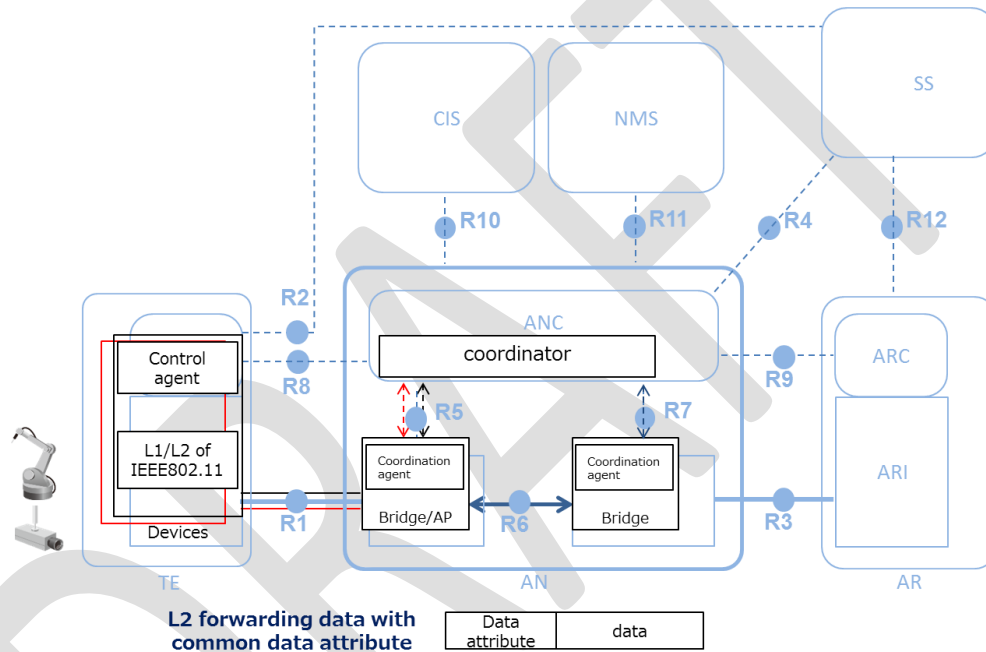 SS
CIS
NMS
R10
R11
R4
R12
R2
ANC
coordinator
ARC
R8
R9
Control
agent
R5
R7
L1/L2 of
IEEE802.11
Coordination
agent
Coordination
agent
ARI
R1
Bridge/AP
R6
Bridge
R3
Devices
TE
AN
AR
L2 forwarding data with
common data attribute
Data
attribute
data
DRAFT